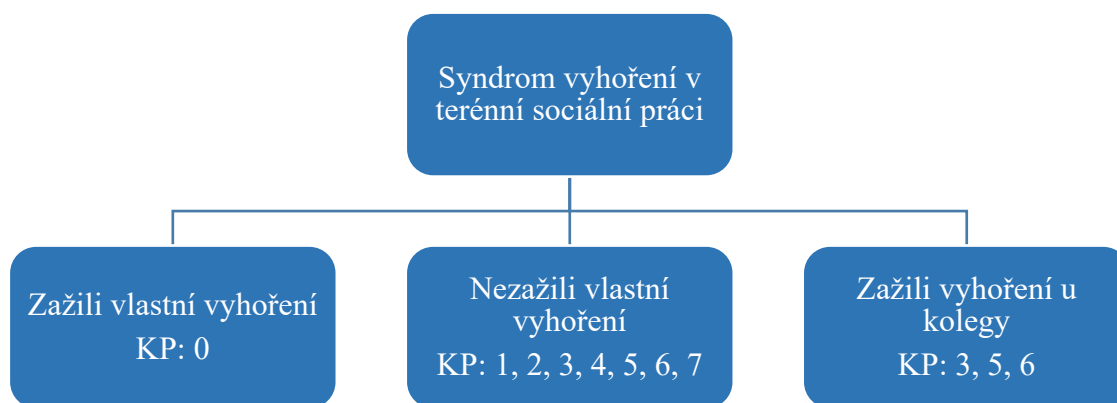 Syndrom vyhoření v
terénní sociální práci
Zažili vlastní vyhoření
KP: 0
Nezažili vlastní
vyhoření
KP: 1, 2, 3, 4, 5, 6, 7
Zažili vyhoření u
kolegy
KP: 3, 5, 6